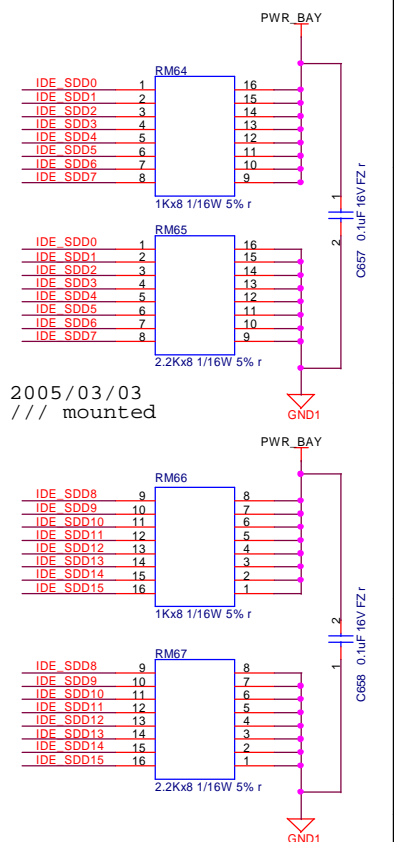 PWR_BAY
RM64
IDE_SDD0 1 16
IDE_SDD1 2 15
IDE_SDD2 3 14
IDE_SDD3 4 13
IDE_SDD4 5 12
IDE_SDD5 6 11
IDE_SDD6 7 10
IDE_SDD7 8 9
1Kx8 1/16W 5% r
1
2
C657 0.1uF 16V FZ r
RM65
IDE_SDD0 1 16
IDE_SDD1 2 15
IDE_SDD2 3 14
IDE_SDD3 4 13
IDE_SDD4 5 12
IDE_SDD5 6 11
IDE_SDD6 7 10
IDE_SDD7 8 9
2.2Kx8 1/16W 5% r
2005/03/03
/// mounted
GND1
PWR_BAY
RM66
IDE_SDD8 9 8
IDE_SDD9 10 7
IDE_SDD10 11 6
IDE_SDD11 12 5
IDE_SDD12 13 4
IDE_SDD13 14 3
IDE_SDD14 15 2
IDE_SDD15 16 1
1Kx8 1/16W 5% r
2
1
C658 0.1uF 16V FZ r
RM67
IDE_SDD8 9 8
IDE_SDD9 10 7
IDE_SDD10 11 6
IDE_SDD11 12 5
IDE_SDD12 13 4
IDE_SDD13 14 3
IDE_SDD14 15 2
IDE_SDD15 16 1
2.2Kx8 1/16W 5% r
GND1